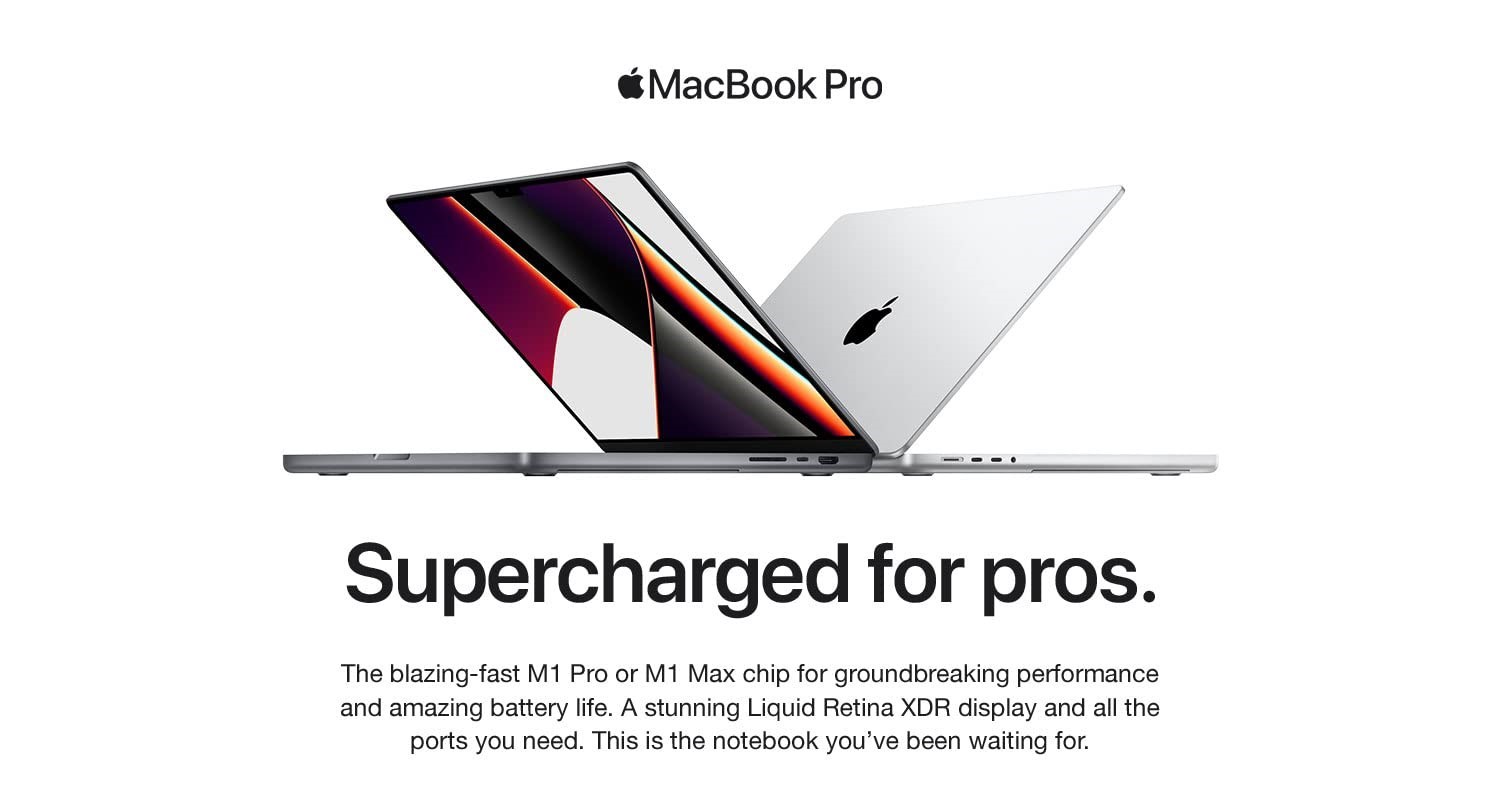 MacBook Pro
Supercharged for pros.
The blazing-fast M1 Pro or M1 Max chip for groundbreaking performance
and amazing battery life. A stunning Liquid Retina XDR display and all the
ports you need. This is the notebook you’ve been waiting for.